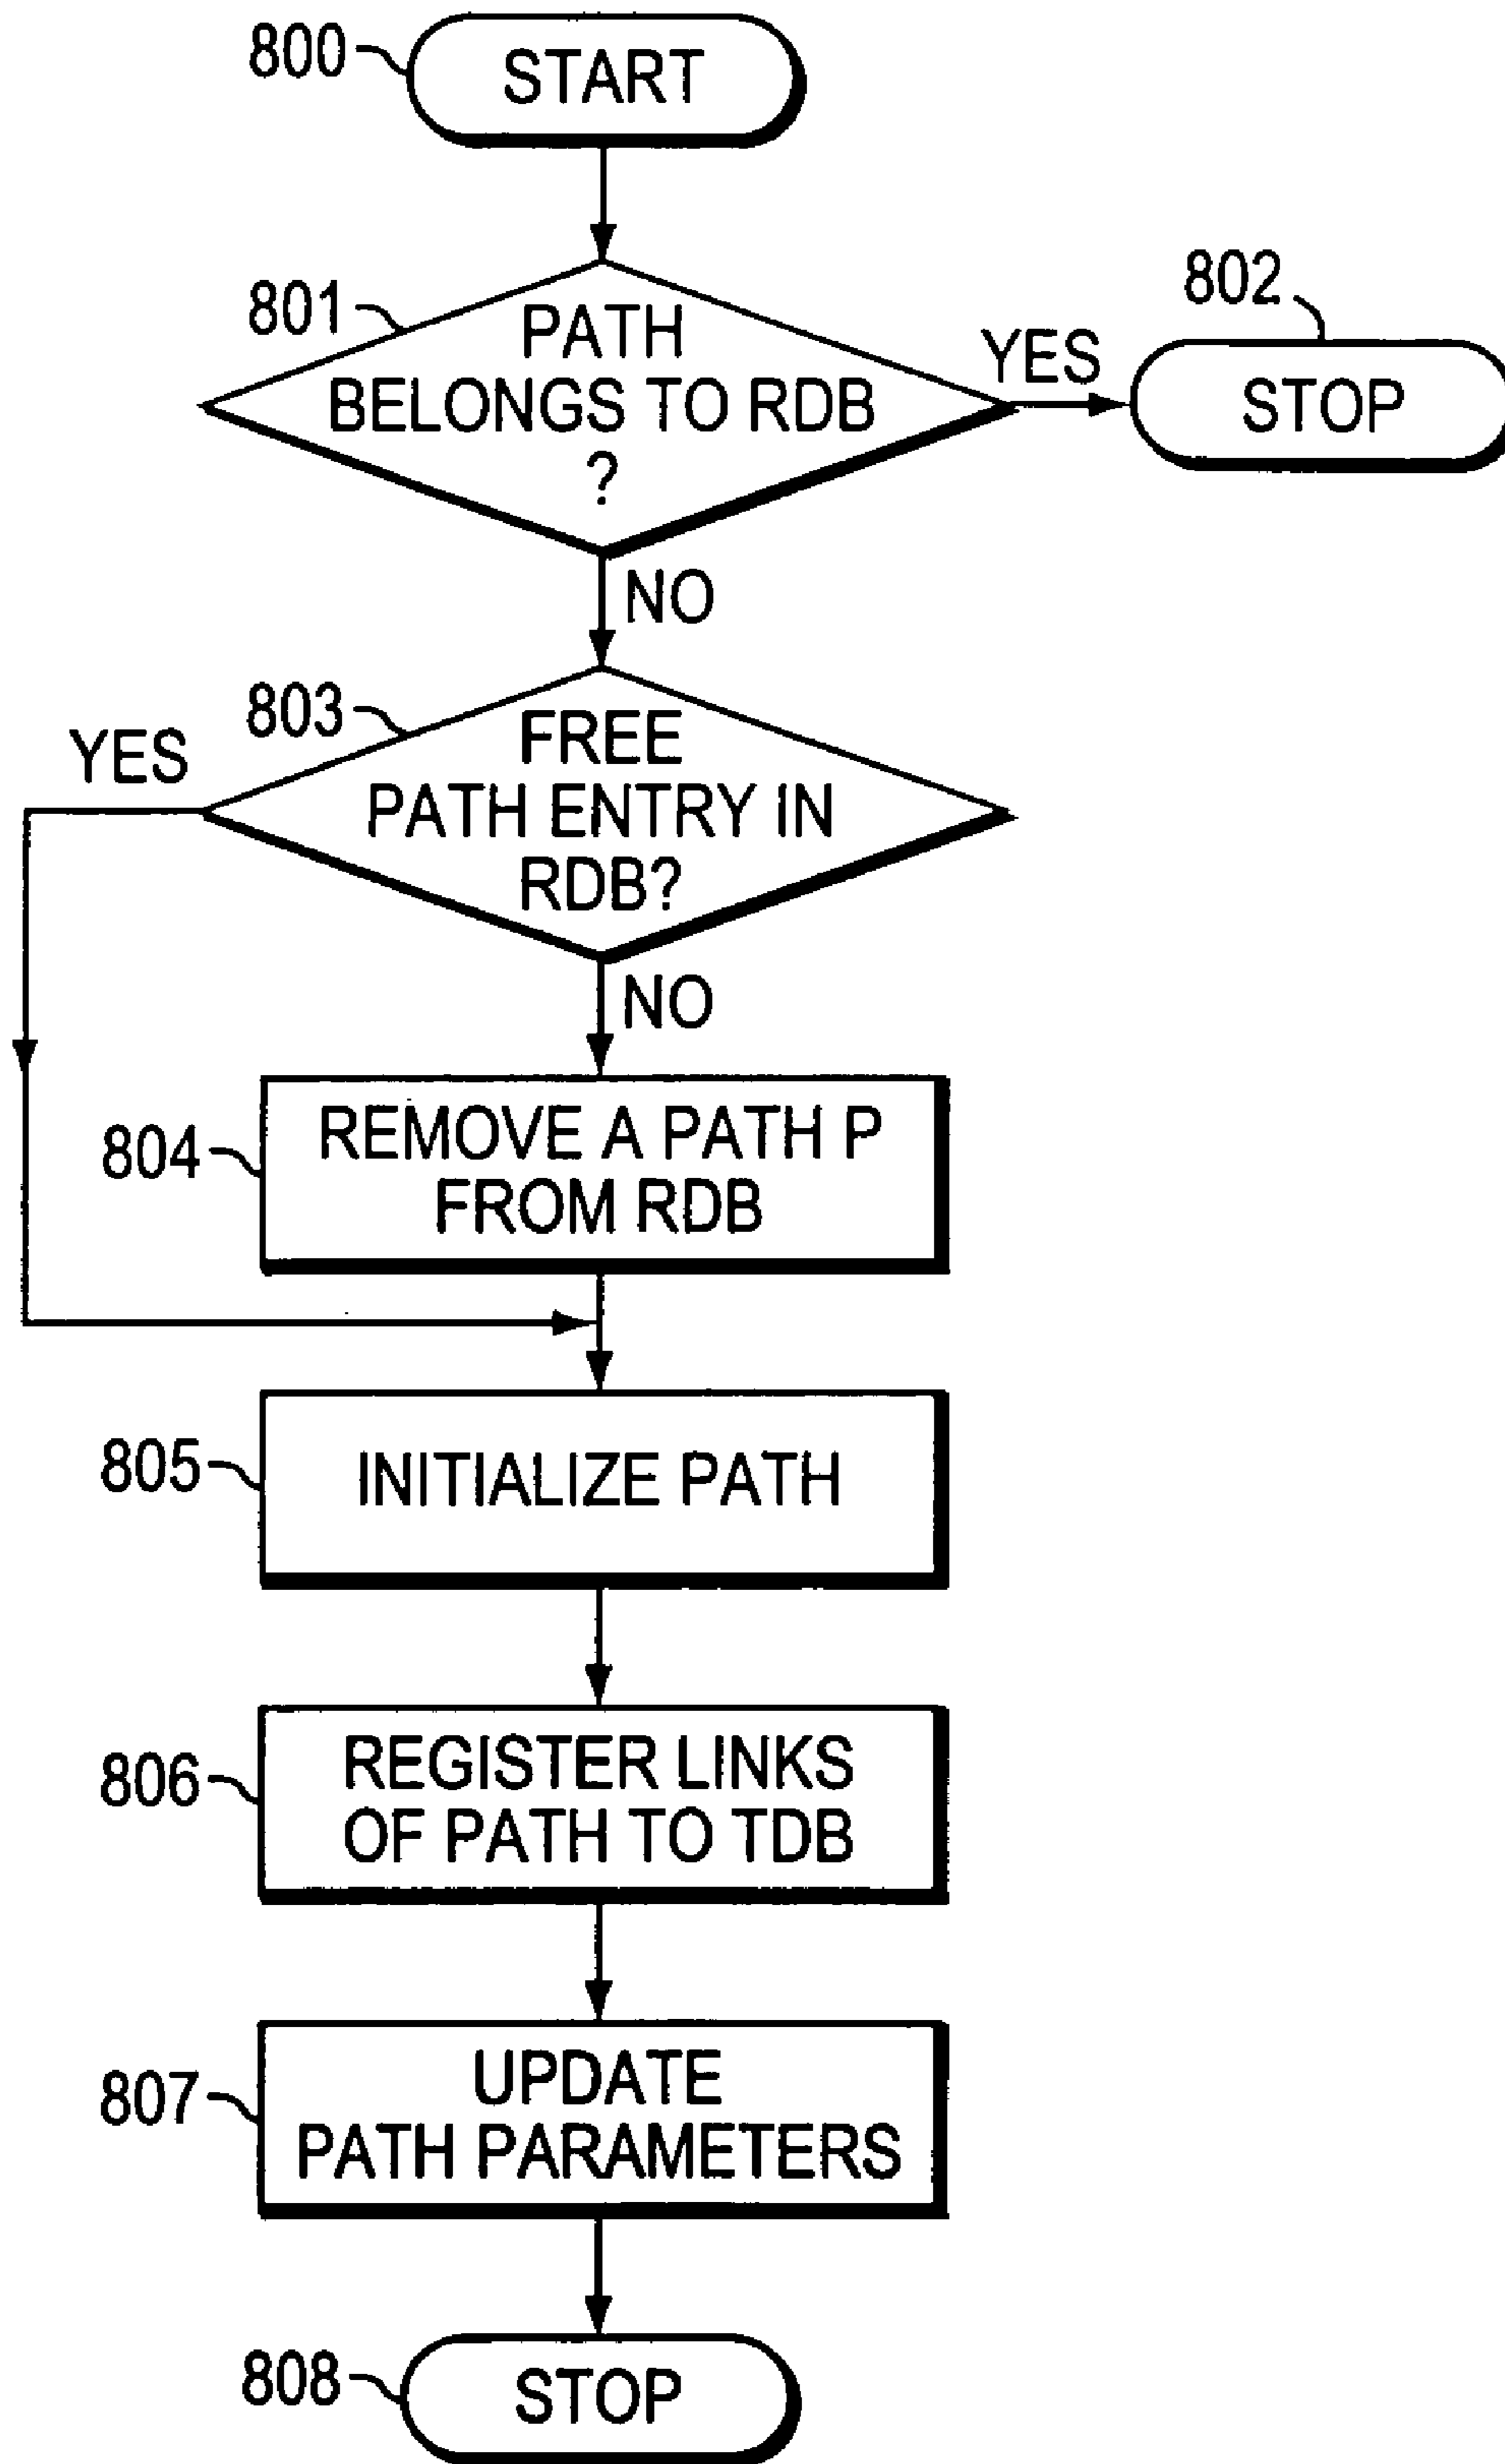 800
START
801
PATH
BELONGS TO RDB
?
YES
802
STOP
NO
803
YES
FREE
PATH ENTRY IN
RDB?
NO
804
REMOVE A PATH P
FROM RDB
805
INITIALIZE PATH
806
REGISTER LINKS
OF PATH TO TDB
807
UPDATE
PATH PARAMETERS
808
STOP